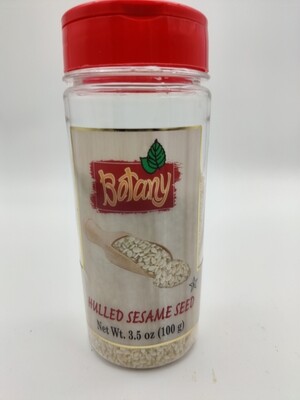 Botany
HULLED SESAME SEED
Net Wt. 3.5 oz (100 g)